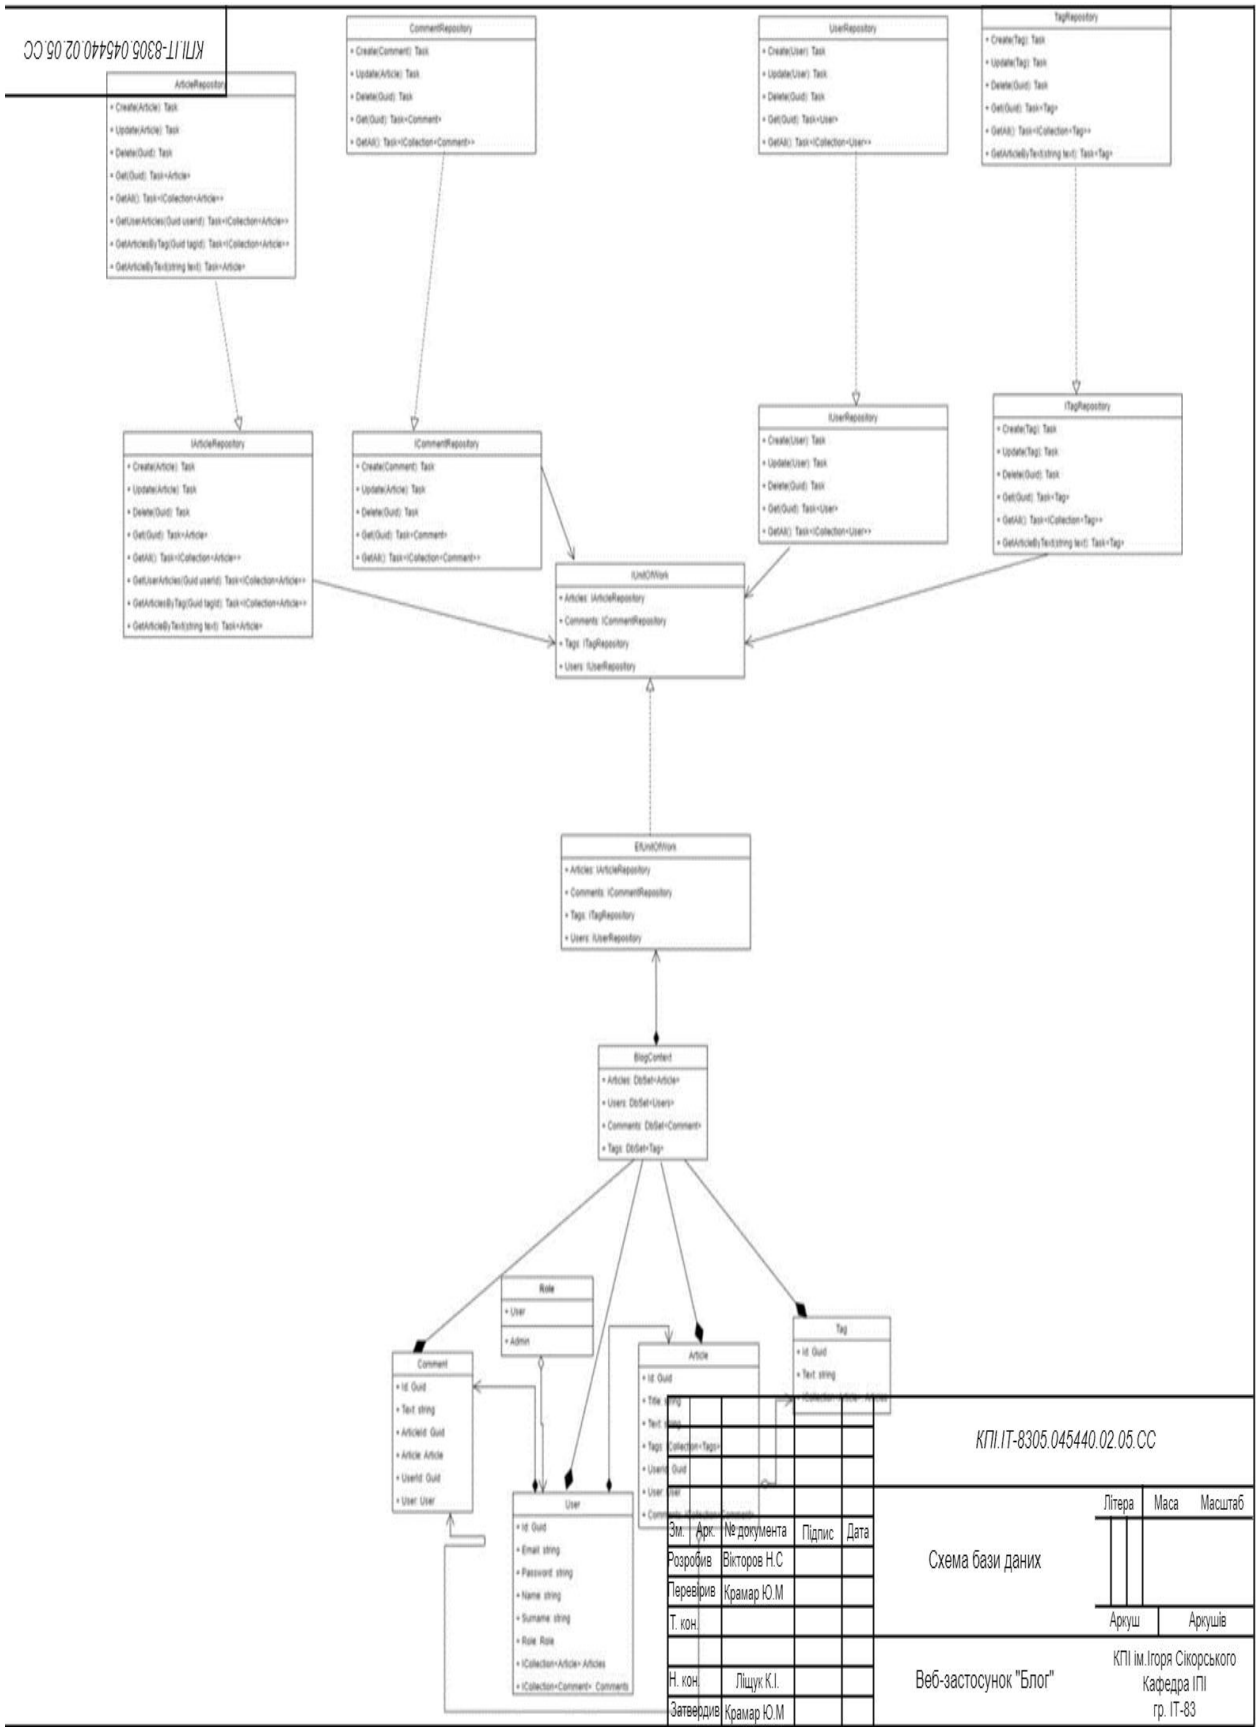 КПІ.ІТ-8305.045440.02.05.СС
ArticleRepository
+ Create(Article): Task
+ Update(Article): Task
+ Delete(Guid): Task
+ Get(Guid): Task<Article>
+ GetAll(): Task<ICollection<Article>>
+ GetUserArticles(Guid userId): Task<ICollection<Article>>
+ GetArticlesByTag(Guid tagId): Task<ICollection<Article>>
+ GetArticleByText(string text): Task<Article>
CommentRepository
+ Create(Comment): Task
+ Update(Article): Task
+ Delete(Guid): Task
+ Get(Guid): Task<Comment>
+ GetAll(): Task<ICollection<Comment>>
UserRepository
+ Create(User): Task
+ Update(User): Task
+ Delete(Guid): Task
+ Get(Guid): Task<User>
+ GetAll(): Task<ICollection<User>>
TagRepository
+ Create(Tag): Task
+ Update(Tag): Task
+ Delete(Guid): Task
+ Get(Guid): Task<Tag>
+ GetAll(): Task<ICollection<Tag>>
+ GetArticleByText(string text): Task<Tag>
IArticleRepository
+ Create(Article): Task
+ Update(Article): Task
+ Delete(Guid): Task
+ Get(Guid): Task<Article>
+ GetAll(): Task<ICollection<Article>>
+ GetUserArticles(Guid userId): Task<ICollection<Article>>
+ GetArticlesByTag(Guid tagId): Task<ICollection<Article>>
+ GetArticleByText(string text): Task<Article>
ICommentRepository
+ Create(Comment): Task
+ Update(Article): Task
+ Delete(Guid): Task
+ Get(Guid): Task<Comment>
+ GetAll(): Task<ICollection<Comment>>
IUserRepository
+ Create(User): Task
+ Update(User): Task
+ Delete(Guid): Task
+ Get(Guid): Task<User>
+ GetAll(): Task<ICollection<User>>
ITagRepository
+ Create(Tag): Task
+ Update(Tag): Task
+ Delete(Guid): Task
+ Get(Guid): Task<Tag>
+ GetAll(): Task<ICollection<Tag>>
+ GetArticleByText(string text): Task<Tag>
IUnitOfWork
+ Articles: IArticleRepository
+ Comments: ICommentRepository
+ Tags: ITagRepository
+ Users: IUserRepository
EfUnitOfWork
+ Articles: IArticleRepository
+ Comments: ICommentRepository
+ Tags: ITagRepository
+ Users: IUserRepository
BlogContext
+ Articles: DbSet<Article>
+ Users: DbSet<Users>
+ Comments: DbSet<Comment>
+ Tags: DbSet<Tag>
Role
+ User
+ Admin
Comment
+ Id: Guid
+ Text: string
+ ArticleId: Guid
+ Article: Article
+ UserId: Guid
+ User: User
User
+ Id: Guid
+ Email: string
+ Password: string
+ Name: string
+ Surname: string
+ Role: Role
+ ICollection<Article> Articles
+ ICollection<Comment> Comments
Article
+ Id: Guid
+ Title: string
+ Text: string
+ Tags: Collection<Tags>
+ UserId: Guid
+ User: User
+ Comments: ICollection<Comments>
Tag
+ Id: Guid
+ Text: string
+ ICollection<Article> Articles
КПІ.ІТ-8305.045440.02.05.СС
Зм. Арк. № документа Підпис Дата
Розробив Вікторов Н.С
Перевірив Крамар Ю.М
Т. кон.
Н. кон. Ліщук К.І.
Затвердив Крамар Ю.М
Схема бази даних
Літера Маса Масштаб
Аркуш Аркушів
Веб-застосунок "Блог"
КПІ ім.Ігоря Сікорського
Кафедра ІПІ
гр. ІТ-83